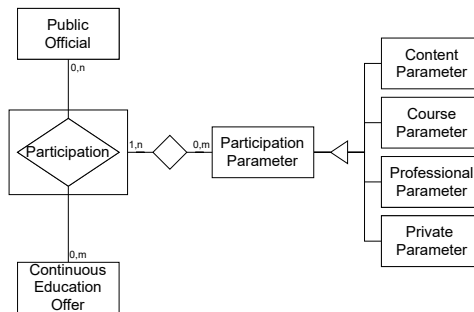 Public
Official
0,n
Participation
1,n
0,m
Participation
Parameter
0,m
Continuous
Education
Offer
Content
Parameter
Course
Parameter
Professional
Parameter
Private
Parameter